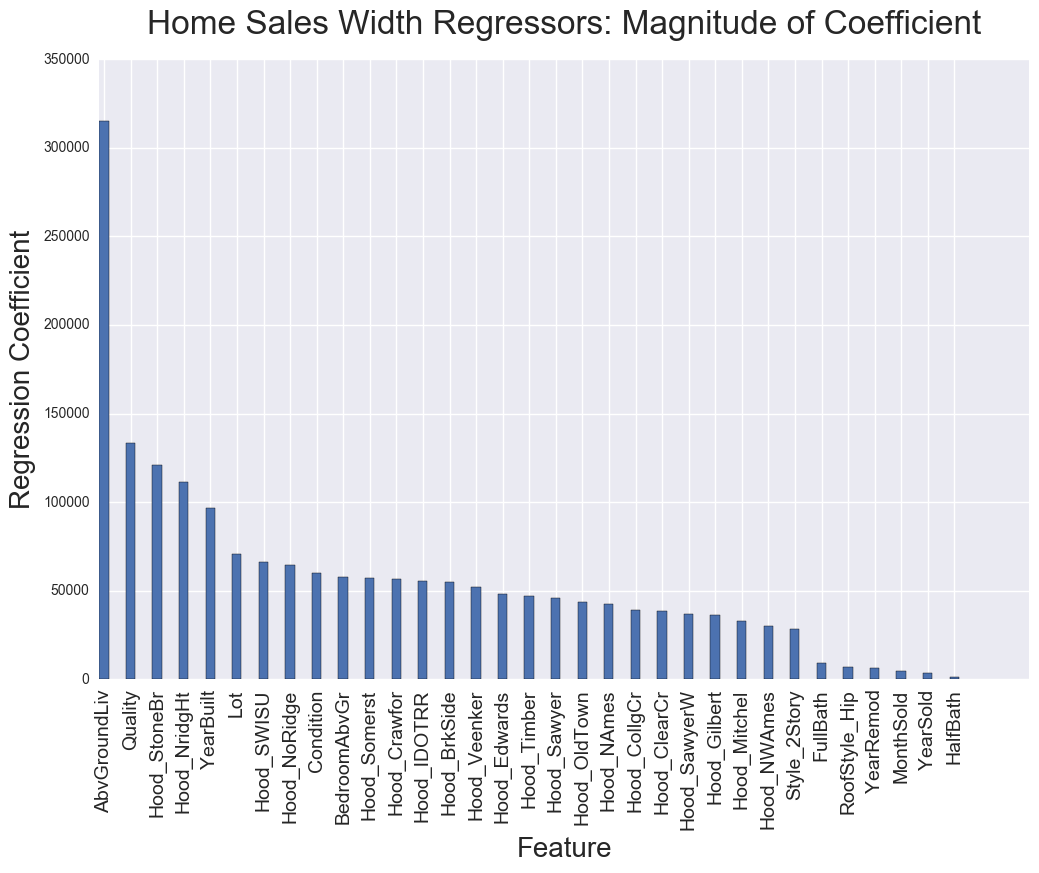 Home Sales Width Regressors: Magnitude of Coefficient
350000
300000
250000
200000
150000
100000
50000
0
Regression Coefficient
AbvGroundLiv
Quality
Hood_StoneBr
Hood_NridgHt
YearBuilt
Lot
Hood_SWISU
Hood_NoRidge
Condition
BedroomAbvGr
Hood_Somerst
Hood_Crawfor
Hood_IDOTRR
Hood_BrkSide
Hood_Veenker
Hood_Edwards
Hood_Timber
Hood_Sawyer
Hood_OldTown
Hood_NAmes
Hood_CollgCr
Hood_ClearCr
Hood_SawyerW
Hood_Gilbert
Hood_Mitchel
Hood_NWAmes
Style_2Story
FullBath
RoofStyle_Hip
YearRemod
MonthSold
YearSold
HalfBath
Feature